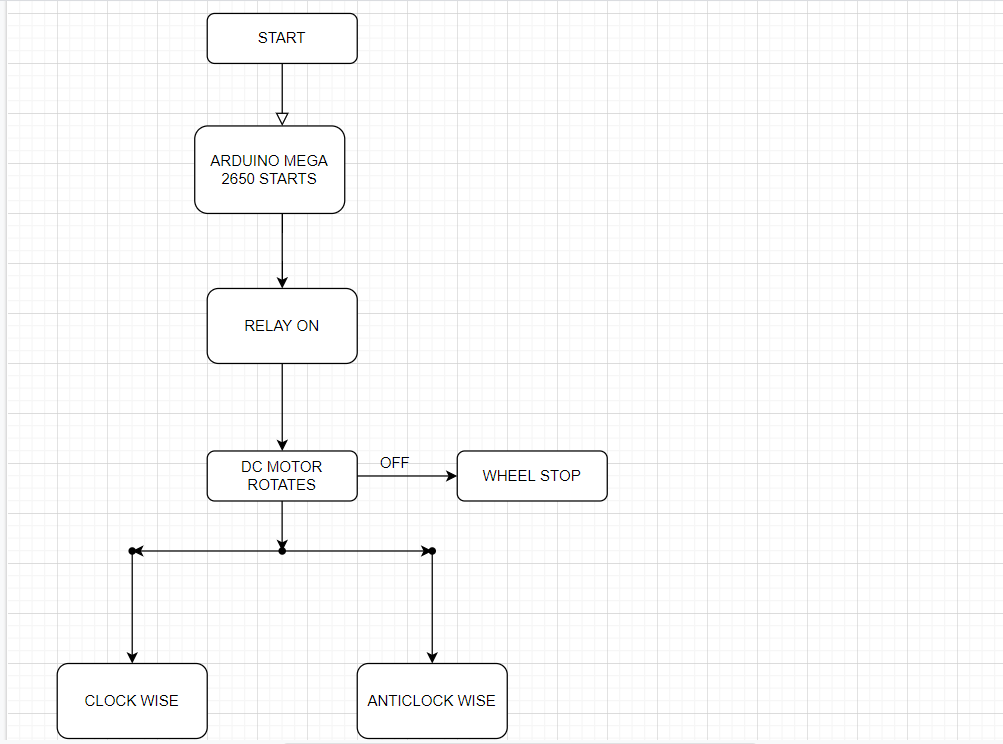 START
ARDUINO MEGA
2650 STARTS
RELAY ON
DC MOTOR
ROTATES
OFF
WHEEL STOP
CLOCK WISE
ANTICLOCK WISE